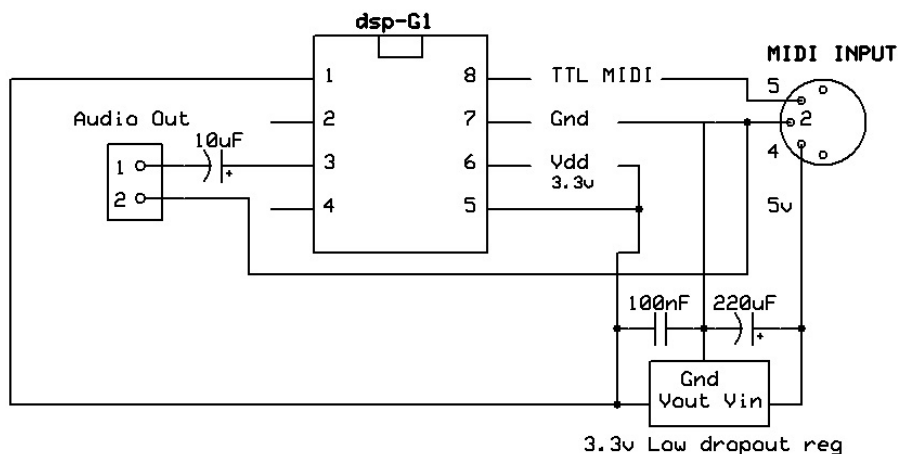 dsp-G1
MIDI INPUT
1
8
TTL MIDI
5
Audio Out
2
7
Gnd
2
10uF
+
1
3
6
Vdd
3.3v
4
2
4
5
5v
100nF
220uF
+
Gnd
Vout Vin
3.3v Low dropout reg